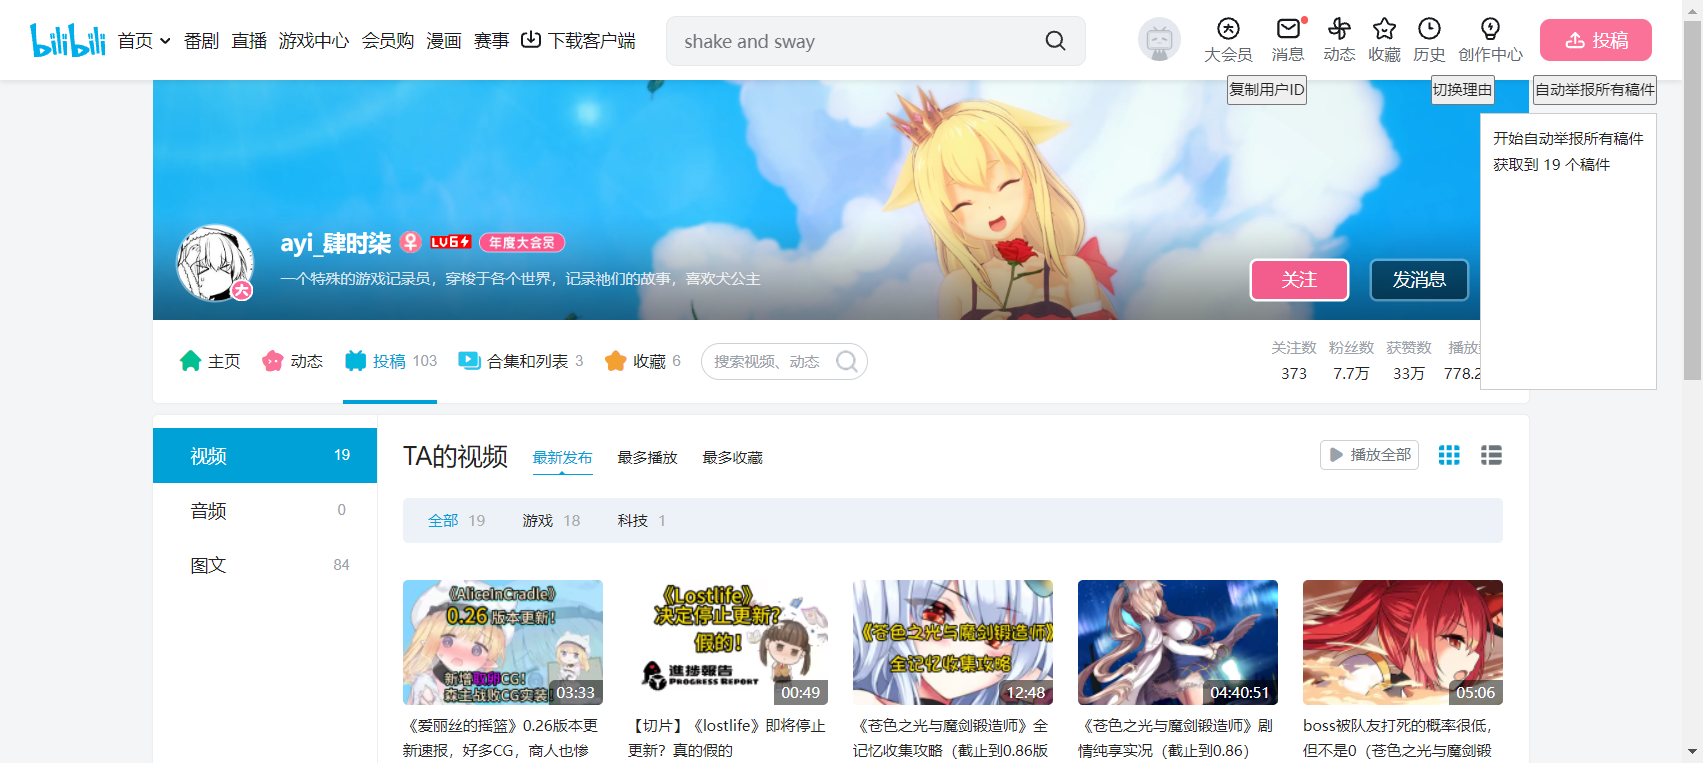 bilibili 首页 番剧 直播 游戏中心 会员购 漫画 赛事 下载客户端 shake and sway 大会员 消息 动态 收藏 历史 创作中心 投稿
复制用户ID 切换理由 自动举报所有稿件
开始自动举报所有稿件
获取到 19 个稿件
ayi_肆时柒 LV6 年度大会员
一个特殊的游戏记录员，穿梭于各个世界，记录祂们的故事，喜欢犬公主
大
关注 发消息
主页 动态 投稿 103 合集和列表 3 收藏 6 搜索视频、动态
关注数 粉丝数 获赞数 播放
373 7.7万 33万 778.2
视频 19
音频 0
图文 84
TA的视频 最新发布 最多播放 最多收藏 播放全部
全部 19 游戏 18 科技 1
《AliceInCradle》
0.26版本更新！
新增取卵CG！
森主战败CG实装！
03:33
《Lostlife》
决定停止更新？
假的！
進捗報告
PROGRESS REPORT
00:49
《苍色之光与魔剑锻造师》
全记忆收集攻略
12:48
04:40:51
05:06
《爱丽丝的摇篮》0.26版本更
新速报，好多CG，商人也惨
【切片】《lostlife》即将停止
更新？真的假的
《苍色之光与魔剑锻造师》全
记忆收集攻略（截止到0.86版
《苍色之光与魔剑锻造师》剧
情纯享实况（截止到0.86）
boss被队友打死的概率很低，
但不是0（苍色之光与魔剑锻